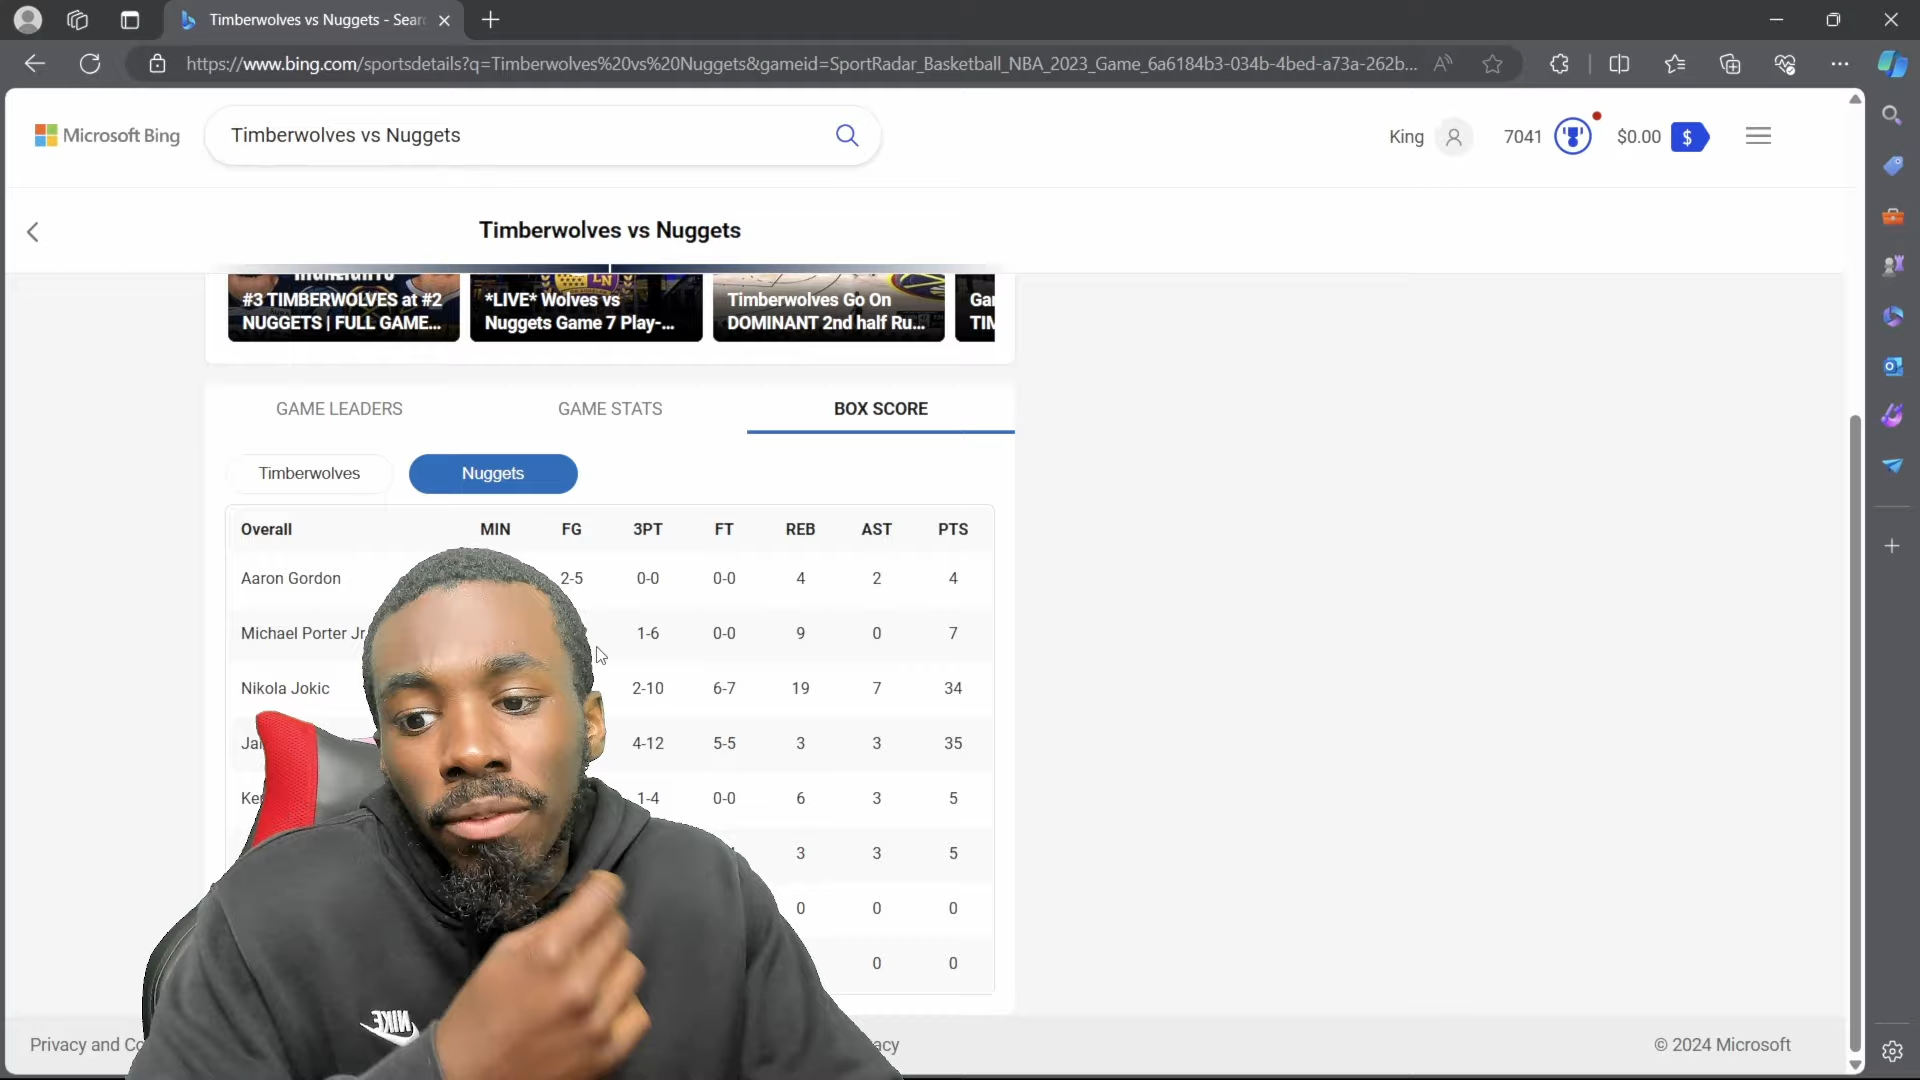 Timberwolves vs Nuggets - Sear
https://www.bing.com/sportsdetails?q=Timberwolves%20vs%20Nuggets&gameid=SportRadar_Basketball_NBA_2023_Game_6a6184b3-034b-4bed-a73a-262b...
Microsoft Bing
Timberwolves vs Nuggets
King
7041
$0.00
$
Timberwolves vs Nuggets
#3 TIMBERWOLVES at #2
NUGGETS | FULL GAME...
*LIVE* Wolves vs
Nuggets Game 7 Play-...
Timberwolves Go On
DOMINANT 2nd half Ru...
GAME LEADERS GAME STATS BOX SCORE
Timberwolves Nuggets
Overall MIN FG 3PT FT REB AST PTS
Aaron Gordon 2-5 0-0 0-0 4 2 4
Michael Porter Jr 1-6 0-0 9 0 7
Nikola Jokic 2-10 6-7 19 7 34
4-12 5-5 3 3 35
1-4 0-0 6 3 5
3 3 5
0 0 0
0 0
NIKE
Privacy and
© 2024 Microsoft